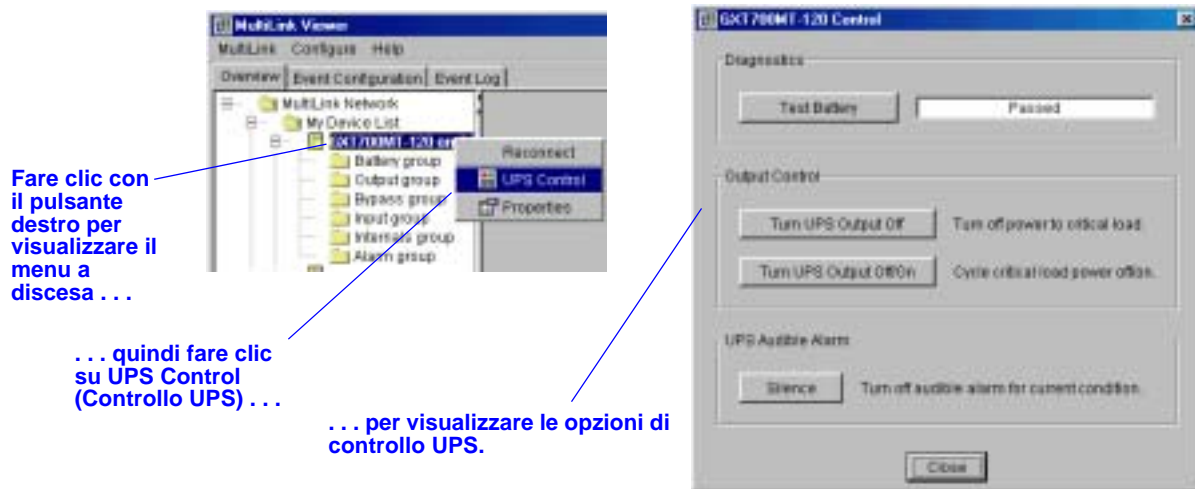 MultiLink Viewer
MultiLink Configure Help
Overview Event Configuration Event Log
MultiLink Network
My Device List
GXT700MT-120
Battery group
Output group
Bypass group
Input group
Internals group
Alarm group
Reconnect
UPS Control
Properties
Fare clic con
il pulsante
destro per
visualizzare il
menu a
discesa . . .
. . . quindi fare clic
su UPS Control
(Controllo UPS) . . .
. . . per visualizzare le opzioni di
controllo UPS.
GXT700MT-120 Control
Diagnostics
Test Battery Passed
Output Control
Turn UPS Output Off Turn off power to critical load.
Turn UPS Output Off/On Cycle critical load power off/on.
UPS Audible Alarm
Silence Turn off audible alarm for current condition.
Close